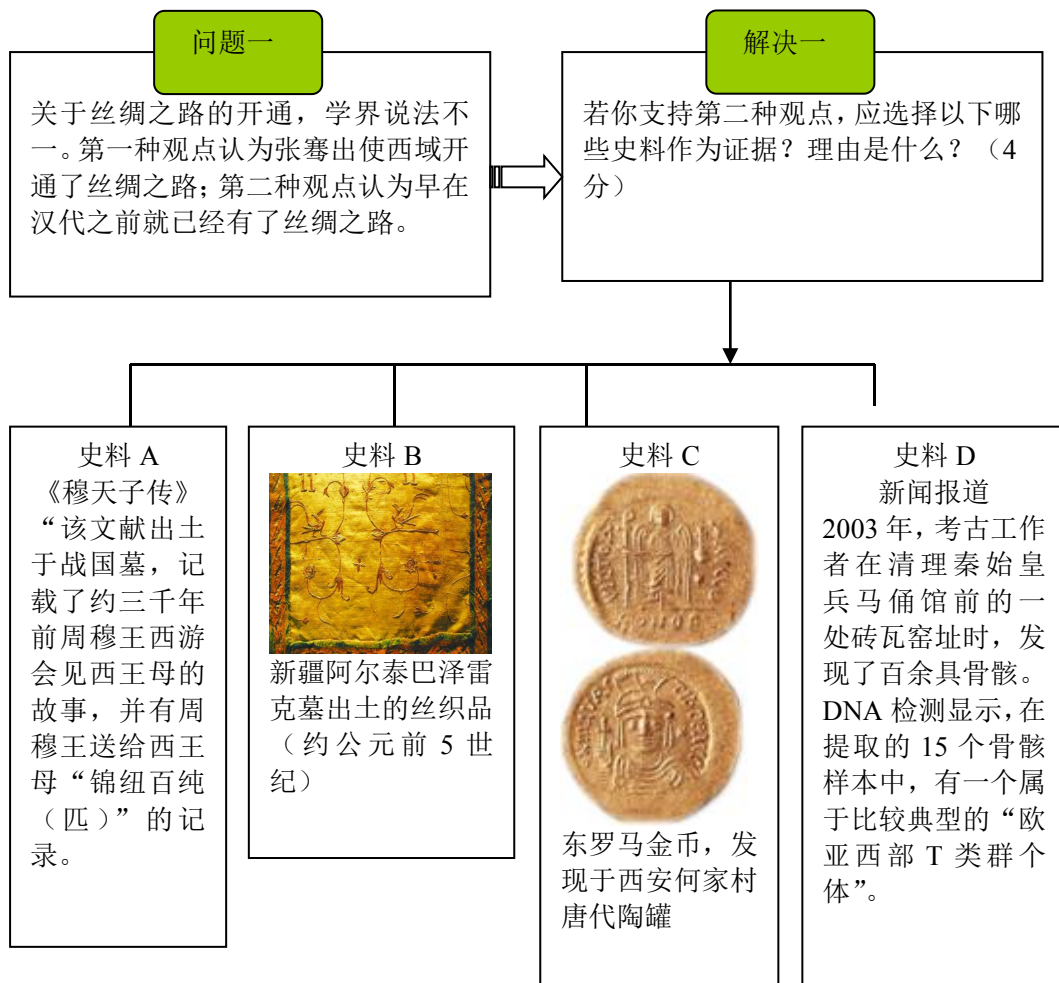 问题一
关于丝绸之路的开通，学界说法不
一。第一种观点认为张骞出使西域开
通了丝绸之路；第二种观点认为早在
汉代之前就已经有了丝绸之路。
解决一
若你支持第二种观点，应选择以下哪
些史料作为证据？理由是什么？（4
分）
史料 A
《穆天子传》
“该文献出土
于战国墓，记
载了约三千年
前周穆王西游
会见西王母的
故事，并有周
穆王送给西王
母“锦纽百纯
（匹）”的记
录。
史料 B
新疆阿尔泰巴泽雷
克墓出土的丝织品
（约公元前 5 世
纪）
史料 C
东罗马金币，发
现于西安何家村
唐代陶罐
史料 D
新闻报道
2003 年，考古工作
者在清理秦始皇
兵马俑馆前的一
处砖瓦窑址时，发
现了百余具骨骸。
DNA 检测显示，在
提取的 15 个骨骸
样本中，有一个属
于比较典型的“欧
亚西部 T 类群个
体”。